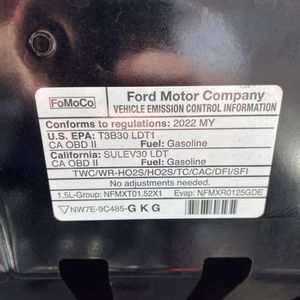 FoMoCo
Ford Motor Company
VEHICLE EMISSION CONTROL INFORMATION
Conforms to regulations: 2022 MY
U.S. EPA: T3B30 LDT1
CA OBD II Fuel: Gasoline
California: SULEV30 LDT
CA OBD II Fuel: Gasoline
TWC/WR-HO2S/HO2S/TC/CAC/DFI/SFI
No adjustments needed.
1.5L-Group: NFMXT01.52X1 Evap: NFMXR0125GDE
NW7E-9C485-GKG